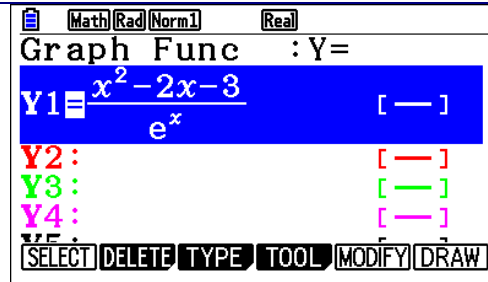 Math Rad Norm1 Real
Graph Func :Y=
Y1=(x²-2x-3)/(eˣ) [—]
Y2: [—]
Y3: [—]
Y4: [—]
SELECT DELETE TYPE TOOL MODIFY DRAW